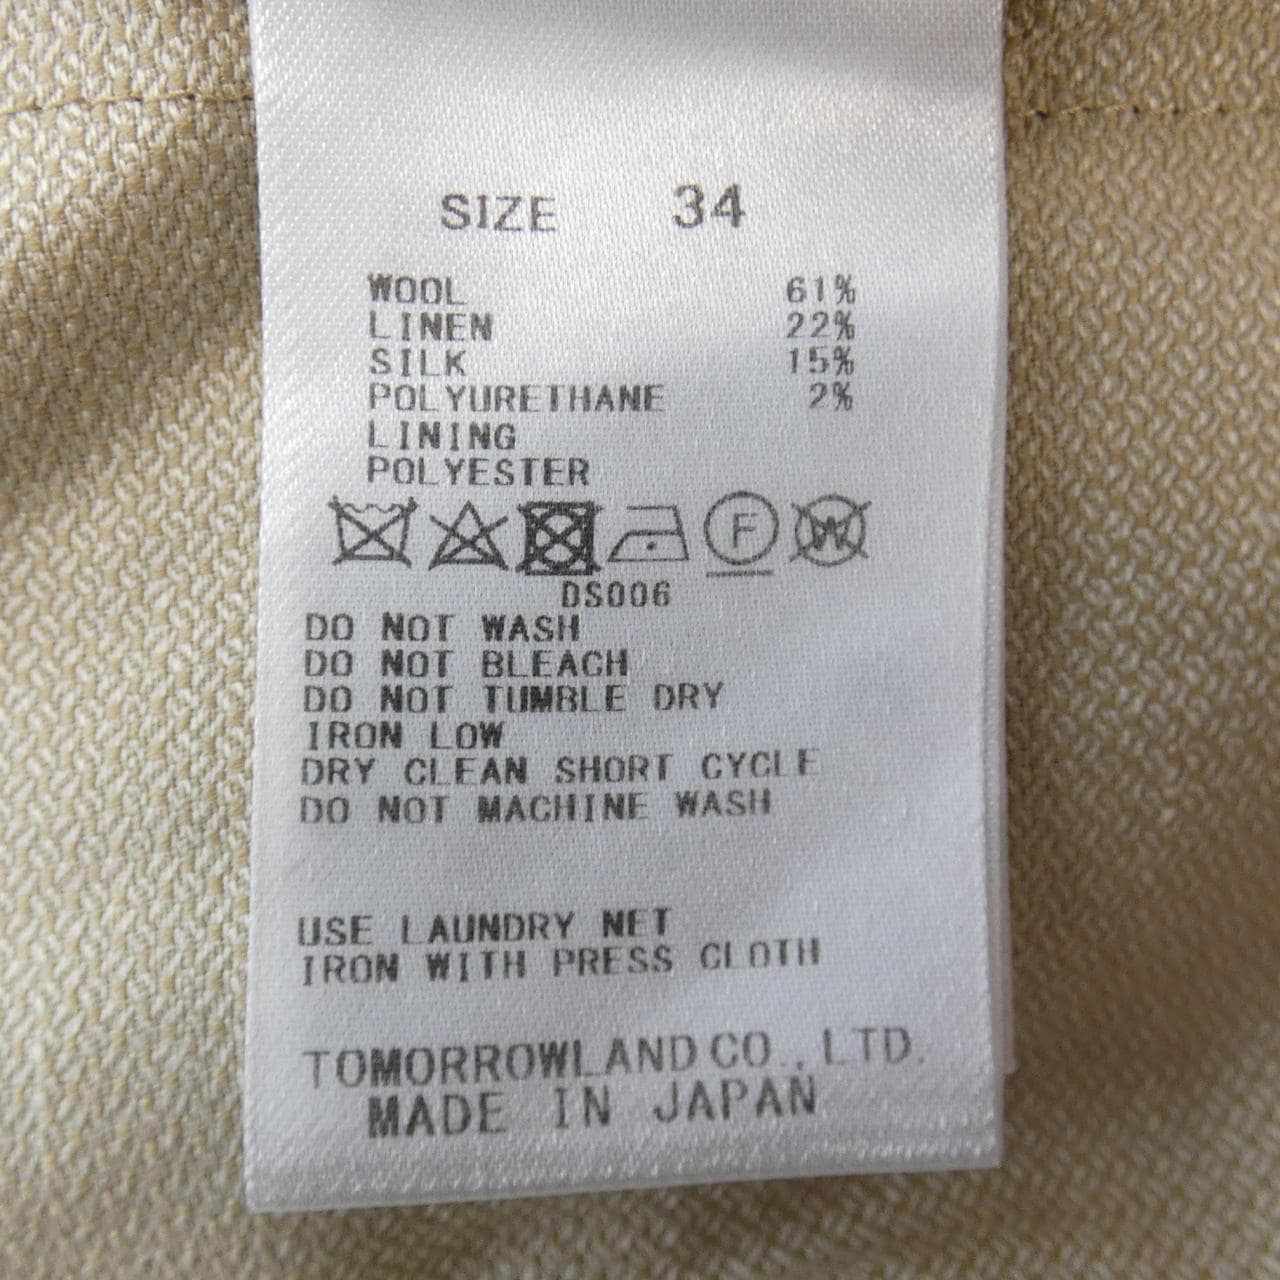 SIZE 34
WOOL 61%
LINEN 22%
SILK 15%
POLYURETHANE 2%
LINING
POLYESTER
F W
DS006
DO NOT WASH
DO NOT BLEACH
DO NOT TUMBLE DRY
IRON LOW
DRY CLEAN SHORT CYCLE
DO NOT MACHINE WASH
USE LAUNDRY NET
IRON WITH PRESS CLOTH
TOMORROWLAND CO., LTD.
MADE IN JAPAN